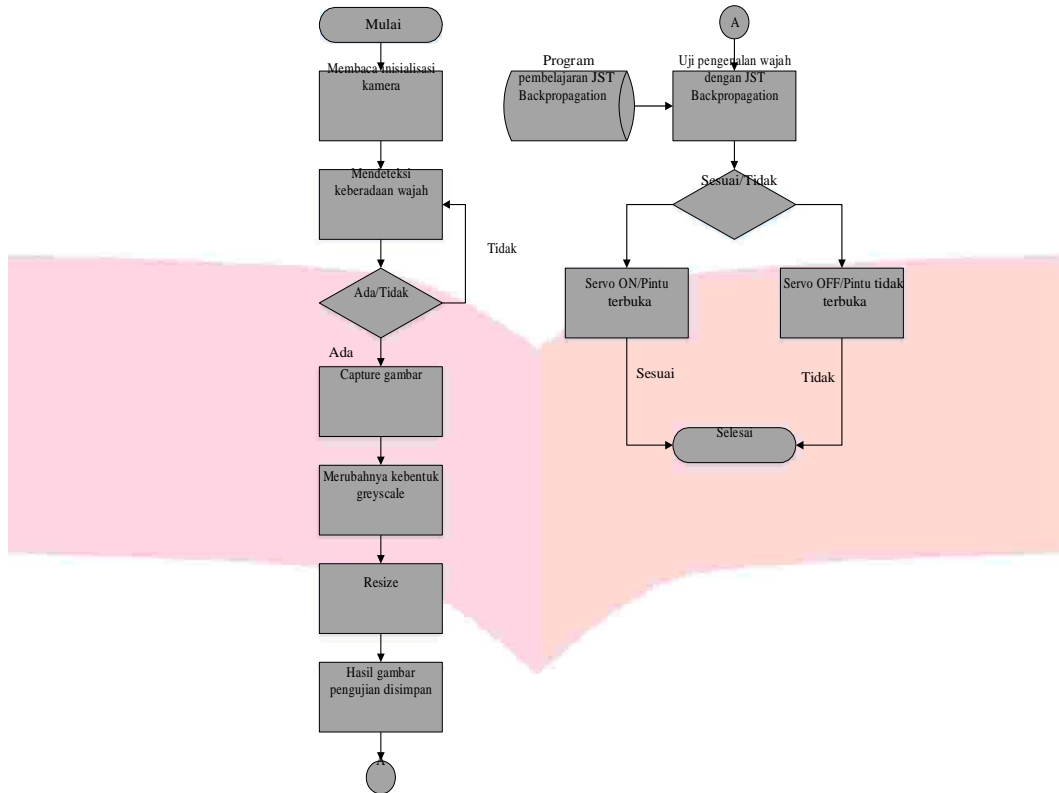 Mulai
Membaca inisialisasi
kamera
Mendeteksi
keberadaan wajah
Tidak
Ada/Tidak
Ada
Capture gambar
Merubahnya kebentuk
greyscale
Resize
Hasil gambar
pengujian disimpan
A
A
Program
pembelajaran JST
Backpropagation
Uji pengenalan wajah
dengan JST
Backpropagation
Sesuai/Tidak
Servo ON/Pintu
terbuka
Servo OFF/Pintu tidak
terbuka
Sesuai
Tidak
Selesai